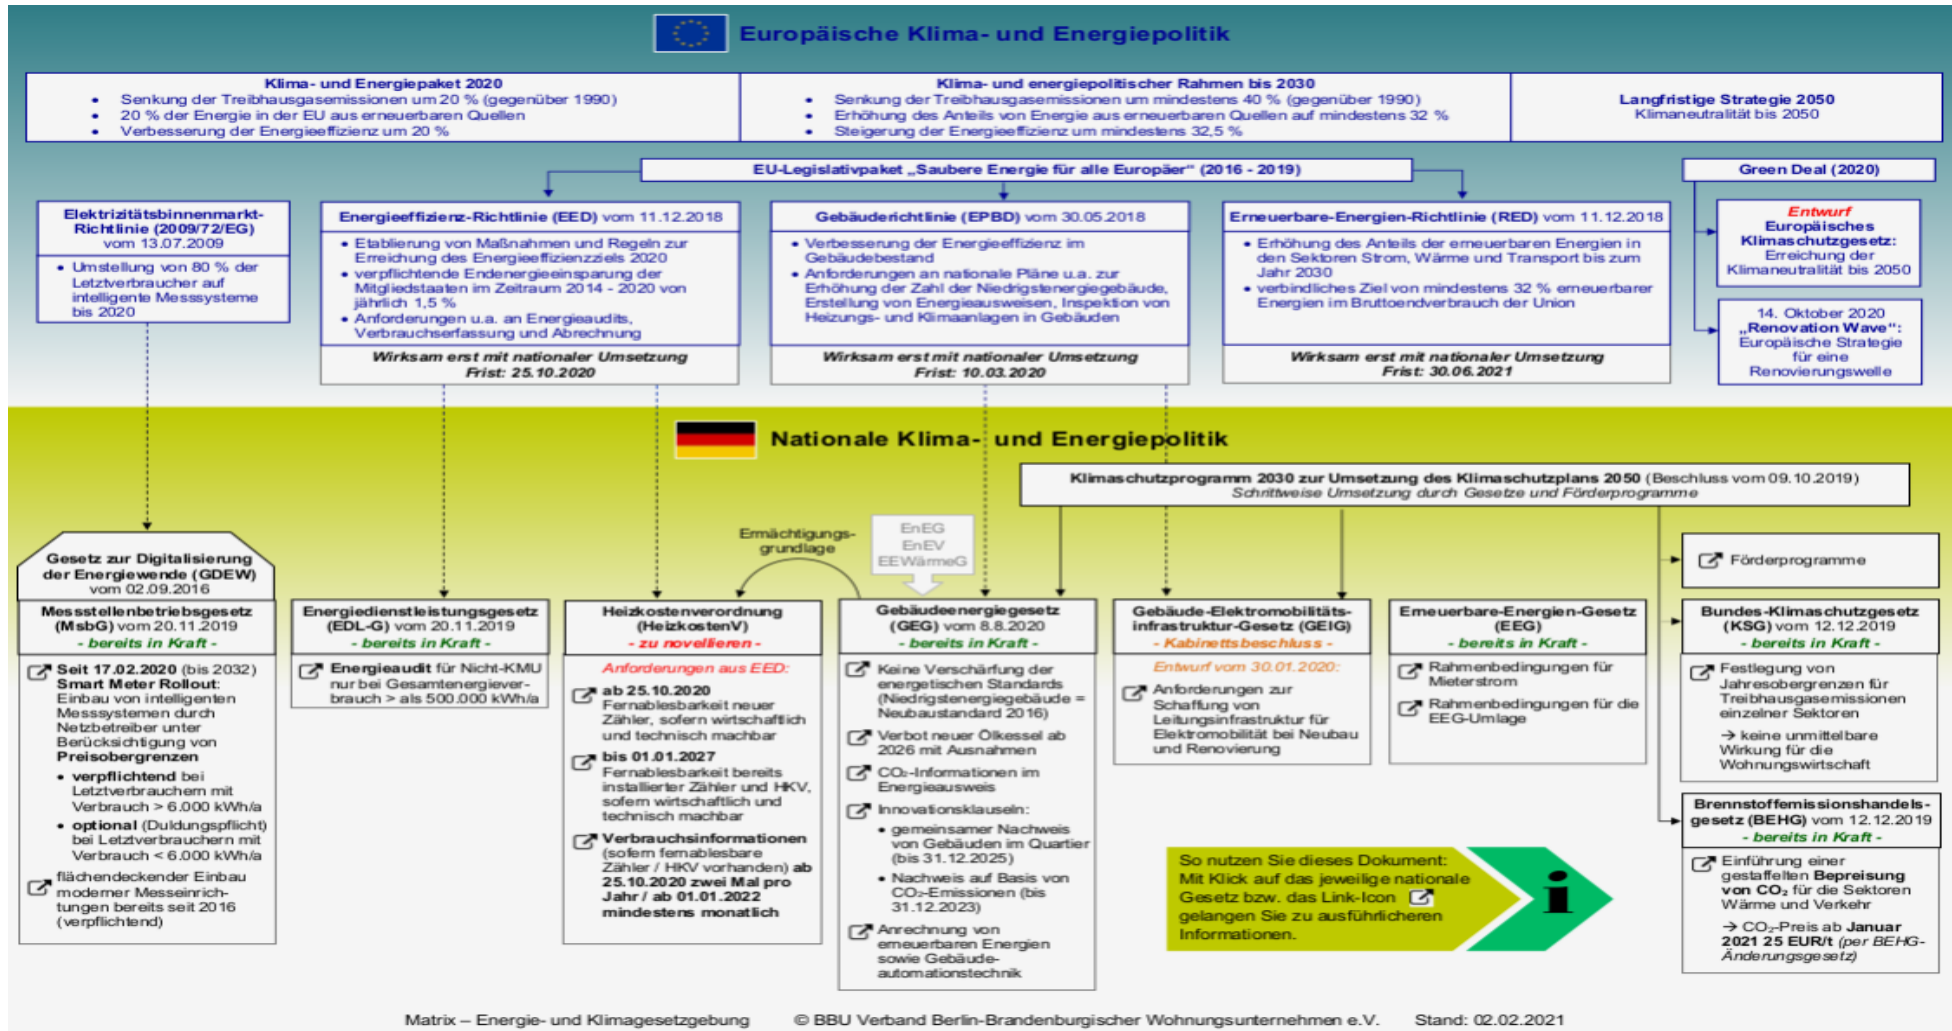 Europäische Klima- und Energiepolitik
Klima- und Energiepaket 2020
• Senkung der Treibhausgasemissionen um 20 % (gegenüber 1990)
• 20 % der Energie in der EU aus erneuerbaren Quellen
• Verbesserung der Energieeffizienz um 20 %
Klima- und energiepolitischer Rahmen bis 2030
• Senkung der Treibhausgasemissionen um mindestens 40 % (gegenüber 1990)
• Erhöhung des Anteils von Energie aus erneuerbaren Quellen auf mindestens 32 %
• Steigerung der Energieeffizienz um mindestens 32,5 %
Langfristige Strategie 2050
Klimaneutralität bis 2050
EU-Legislativpaket „Saubere Energie für alle Europäer“ (2016 - 2019)
Green Deal (2020)
Elektrizitätsbinnenmarkt-
Richtlinie (2009/72/EG)
vom 13.07.2009
• Umstellung von 80 % der
Letztverbraucher auf
intelligente Messsysteme
bis 2020
Energieeffizienz-Richtlinie (EED) vom 11.12.2018
• Etablierung von Maßnahmen und Regeln zur
Erreichung des Energieeffizienzziels 2020
• verpflichtende Endenergieeinsparung der
Mitgliedstaaten im Zeitraum 2014 - 2020 von
jährlich 1,5 %
• Anforderungen u.a. an Energieaudits,
Verbrauchserfassung und Abrechnung
Wirksam erst mit nationaler Umsetzung
Frist: 25.10.2020
Gebäuderichtlinie (EPBD) vom 30.05.2018
• Verbesserung der Energieeffizienz im
Gebäudebestand
• Anforderungen an nationale Pläne u.a. zur
Erhöhung der Zahl der Niedrigstenergiegebäude,
Erstellung von Energieausweisen, Inspektion von
Heizungs- und Klimaanlagen in Gebäuden
Wirksam erst mit nationaler Umsetzung
Frist: 10.03.2020
Erneuerbare-Energien-Richtlinie (RED) vom 11.12.2018
• Erhöhung des Anteils der erneuerbaren Energien in
den Sektoren Strom, Wärme und Transport bis zum
Jahr 2030
• verbindliches Ziel von mindestens 32 % erneuerbarer
Energien im Bruttoendverbrauch der Union
Wirksam erst mit nationaler Umsetzung
Frist: 30.06.2021
Entwurf
Europäisches
Klimaschutzgesetz:
Erreichung der
Klimaneutralität bis 2050
14. Oktober 2020
„Renovation Wave“:
Europäische Strategie
für eine
Renovierungswelle
Nationale Klima- und Energiepolitik
Klimaschutzprogramm 2030 zur Umsetzung des Klimaschutzplans 2050 (Beschluss vom 09.10.2019)
Schrittweise Umsetzung durch Gesetze und Förderprogramme
Ermächtigungs-
grundlage
EnEG
EnEV
EEWärmeG
Gesetz zur Digitalisierung
der Energiewende (GDEW)
vom 02.09.2016
Messstellenbetriebsgesetz
(MsbG) vom 20.11.2019
- bereits in Kraft -
Seit 17.02.2020 (bis 2032)
Smart Meter Rollout:
Einbau von intelligenten
Messsystemen durch
Netzbetreiber unter
Berücksichtigung von
Preisobergrenzen
• verpflichtend bei
Letztverbrauchern mit
Verbrauch > 6.000 kWh/a
• optional (Duldungspflicht)
bei Letztverbrauchern mit
Verbrauch < 6.000 kWh/a
flächendeckender Einbau
moderner Messeinrich-
tungen bereits seit 2016
(verpflichtend)
Energiedienstleistungsgesetz
(EDL-G) vom 20.11.2019
- bereits in Kraft -
Energieaudit für Nicht-KMU
nur bei Gesamtenergiever-
brauch > als 500.000 kWh/a
Heizkostenverordnung
(HeizkostenV)
- zu novellieren -
Anforderungen aus EED:
ab 25.10.2020
Fernablesbarkeit neuer
Zähler, sofern wirtschaftlich
und technisch machbar
bis 01.01.2027
Fernablesbarkeit bereits
installierter Zähler und HKV,
sofern wirtschaftlich und
technisch machbar
Verbrauchsinformationen
(sofern fernablesbare
Zähler / HKV vorhanden) ab
25.10.2020 zwei Mal pro
Jahr / ab 01.01.2022
mindestens monatlich
Gebäudeenergiegesetz
(GEG) vom 8.8.2020
- bereits in Kraft -
Keine Verschärfung der
energetischen Standards
(Niedrigstenergiegebäude =
Neubaustandard 2016)
Verbot neuer Ölkessel ab
2026 mit Ausnahmen
CO₂-Informationen im
Energieausweis
Innovationsklauseln:
• gemeinsamer Nachweis
von Gebäuden im Quartier
(bis 31.12.2025)
• Nachweis auf Basis von
CO₂-Emissionen (bis
31.12.2023)
Anrechnung von
erneuerbaren Energien
sowie Gebäude-
automationstechnik
Gebäude-Elektromobilitäts-
infrastruktur-Gesetz (GEIG)
- Kabinettsbeschluss -
Entwurf vom 30.01.2020:
Anforderungen zur
Schaffung von
Leitungsinfrastruktur für
Elektromobilität bei Neubau
und Renovierung
Erneuerbare-Energien-Gesetz
(EEG)
- bereits in Kraft -
Rahmenbedingungen für
Mieterstrom
Rahmenbedingungen für die
EEG-Umlage
Förderprogramme
Bundes-Klimaschutzgesetz
(KSG) vom 12.12.2019
- bereits in Kraft -
Festlegung von
Jahresobergrenzen für
Treibhausgasemissionen
einzelner Sektoren
→ keine unmittelbare
Wirkung für die
Wohnungswirtschaft
Brennstoffemissionshandels-
gesetz (BEHG) vom 12.12.2019
- bereits in Kraft -
Einführung einer
gestaffelten Bepreisung
von CO₂ für die Sektoren
Wärme und Verkehr
→ CO₂-Preis ab Januar
2021 25 EUR/t (per BEHG-
Änderungsgesetz)
So nutzen Sie dieses Dokument:
Mit Klick auf das jeweilige nationale
Gesetz bzw. das Link-Icon
gelangen Sie zu ausführlicheren
Informationen.
i
Matrix – Energie- und Klimagesetzgebung © BBU Verband Berlin-Brandenburgischer Wohnungsunternehmen e.V. Stand: 02.02.2021